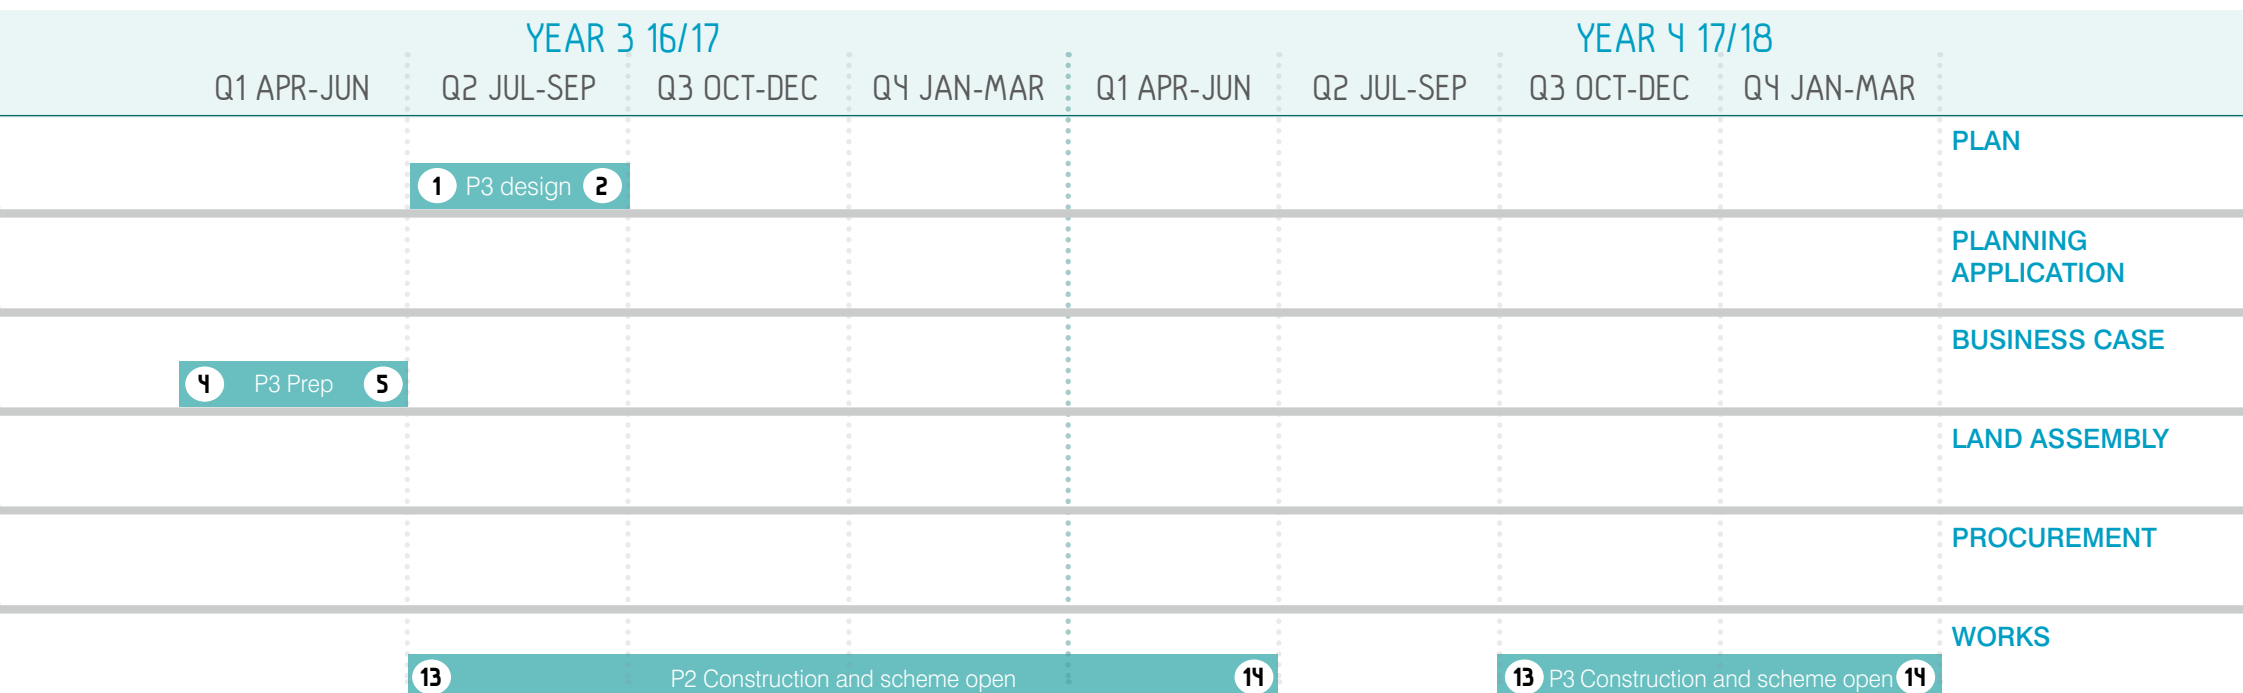 YEAR 3 16/17
YEAR 4 17/18
Q1 APR-JUN
Q2 JUL-SEP
Q3 OCT-DEC
Q4 JAN-MAR
Q1 APR-JUN
Q2 JUL-SEP
Q3 OCT-DEC
Q4 JAN-MAR
PLAN
1 P3 design 2
PLANNING
APPLICATION
BUSINESS CASE
4 P3 Prep 5
LAND ASSEMBLY
PROCUREMENT
WORKS
13 P2 Construction and scheme open 14
13 P3 Construction and scheme open 14